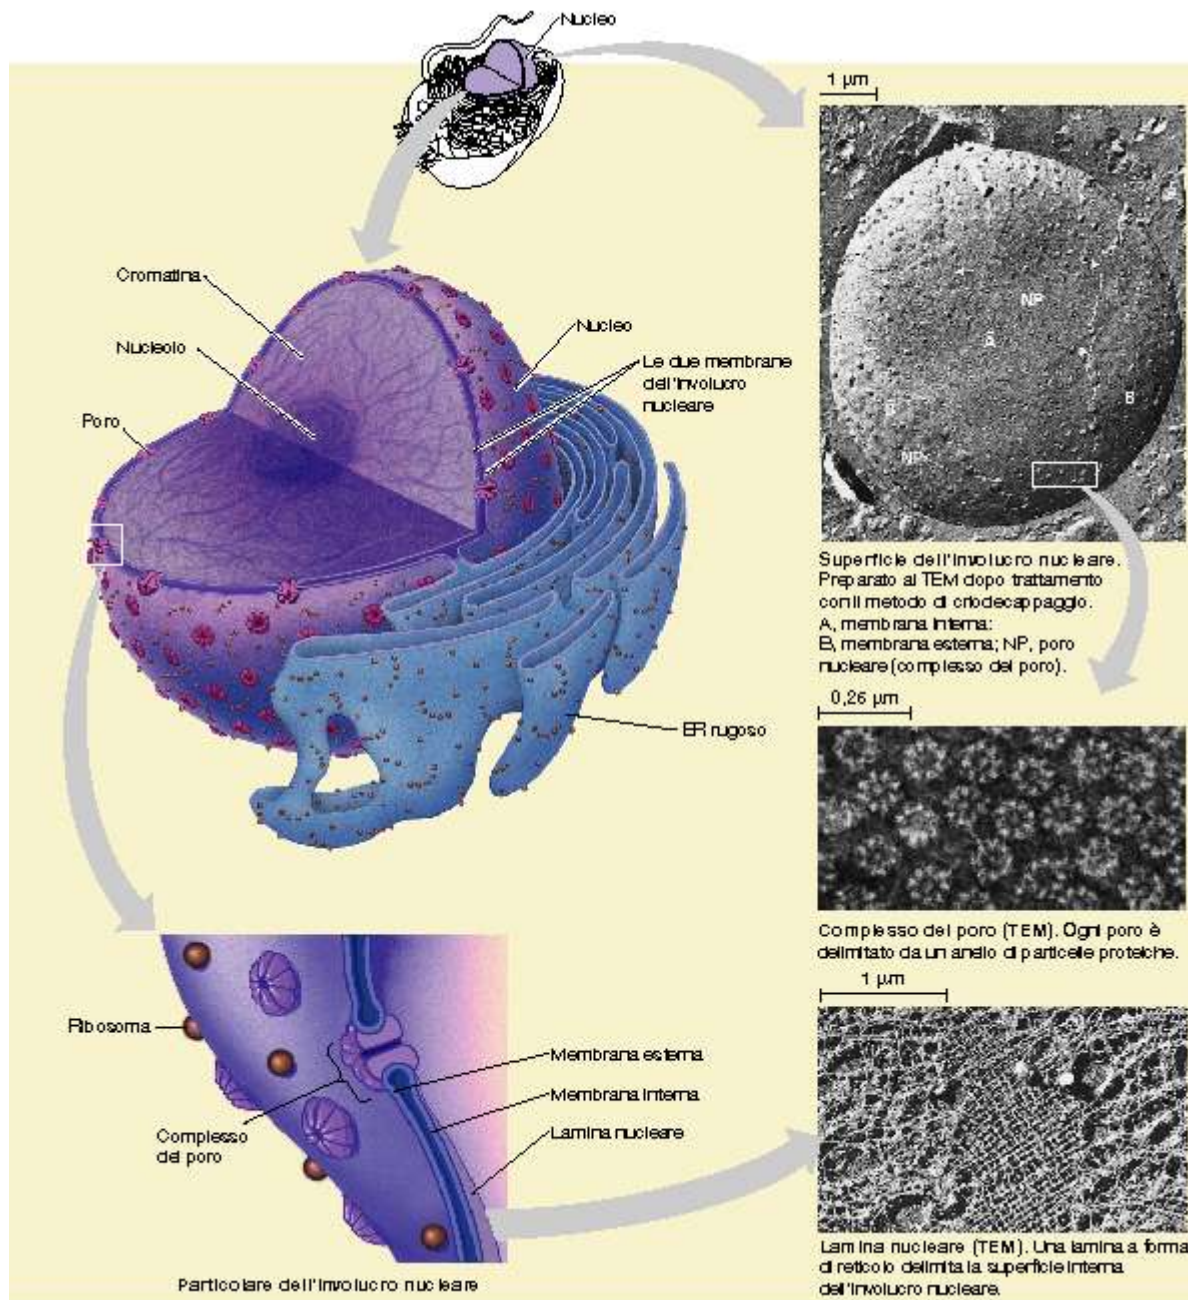 Nucleo
1 µm
Cromatina
Nucleolo
Poro
Nucleo
Le due membrane
dell'involucro
nucleare
ER rugoso
NP
A
B
B
NP
Superficie dell'involucro nucleare.
Preparato al TEM dopo trattamento
con il metodo di criodecappaggio.
A, membrana interna:
B, membrana esterna; NP, poro
nucleare (complesso del poro).
0,26 µm
Complesso del poro (TEM). Ogni poro è
delimitato da un anello di particelle proteiche.
1 µm
Ribosoma
Complesso
del poro
Membrana esterna
Membrana interna
Lamina nucleare
Particolare dell'involucro nucleare
Lamina nucleare (TEM). Una lamina a forma
di reticolo delimita la superficie interna
dell'involucro nucleare.